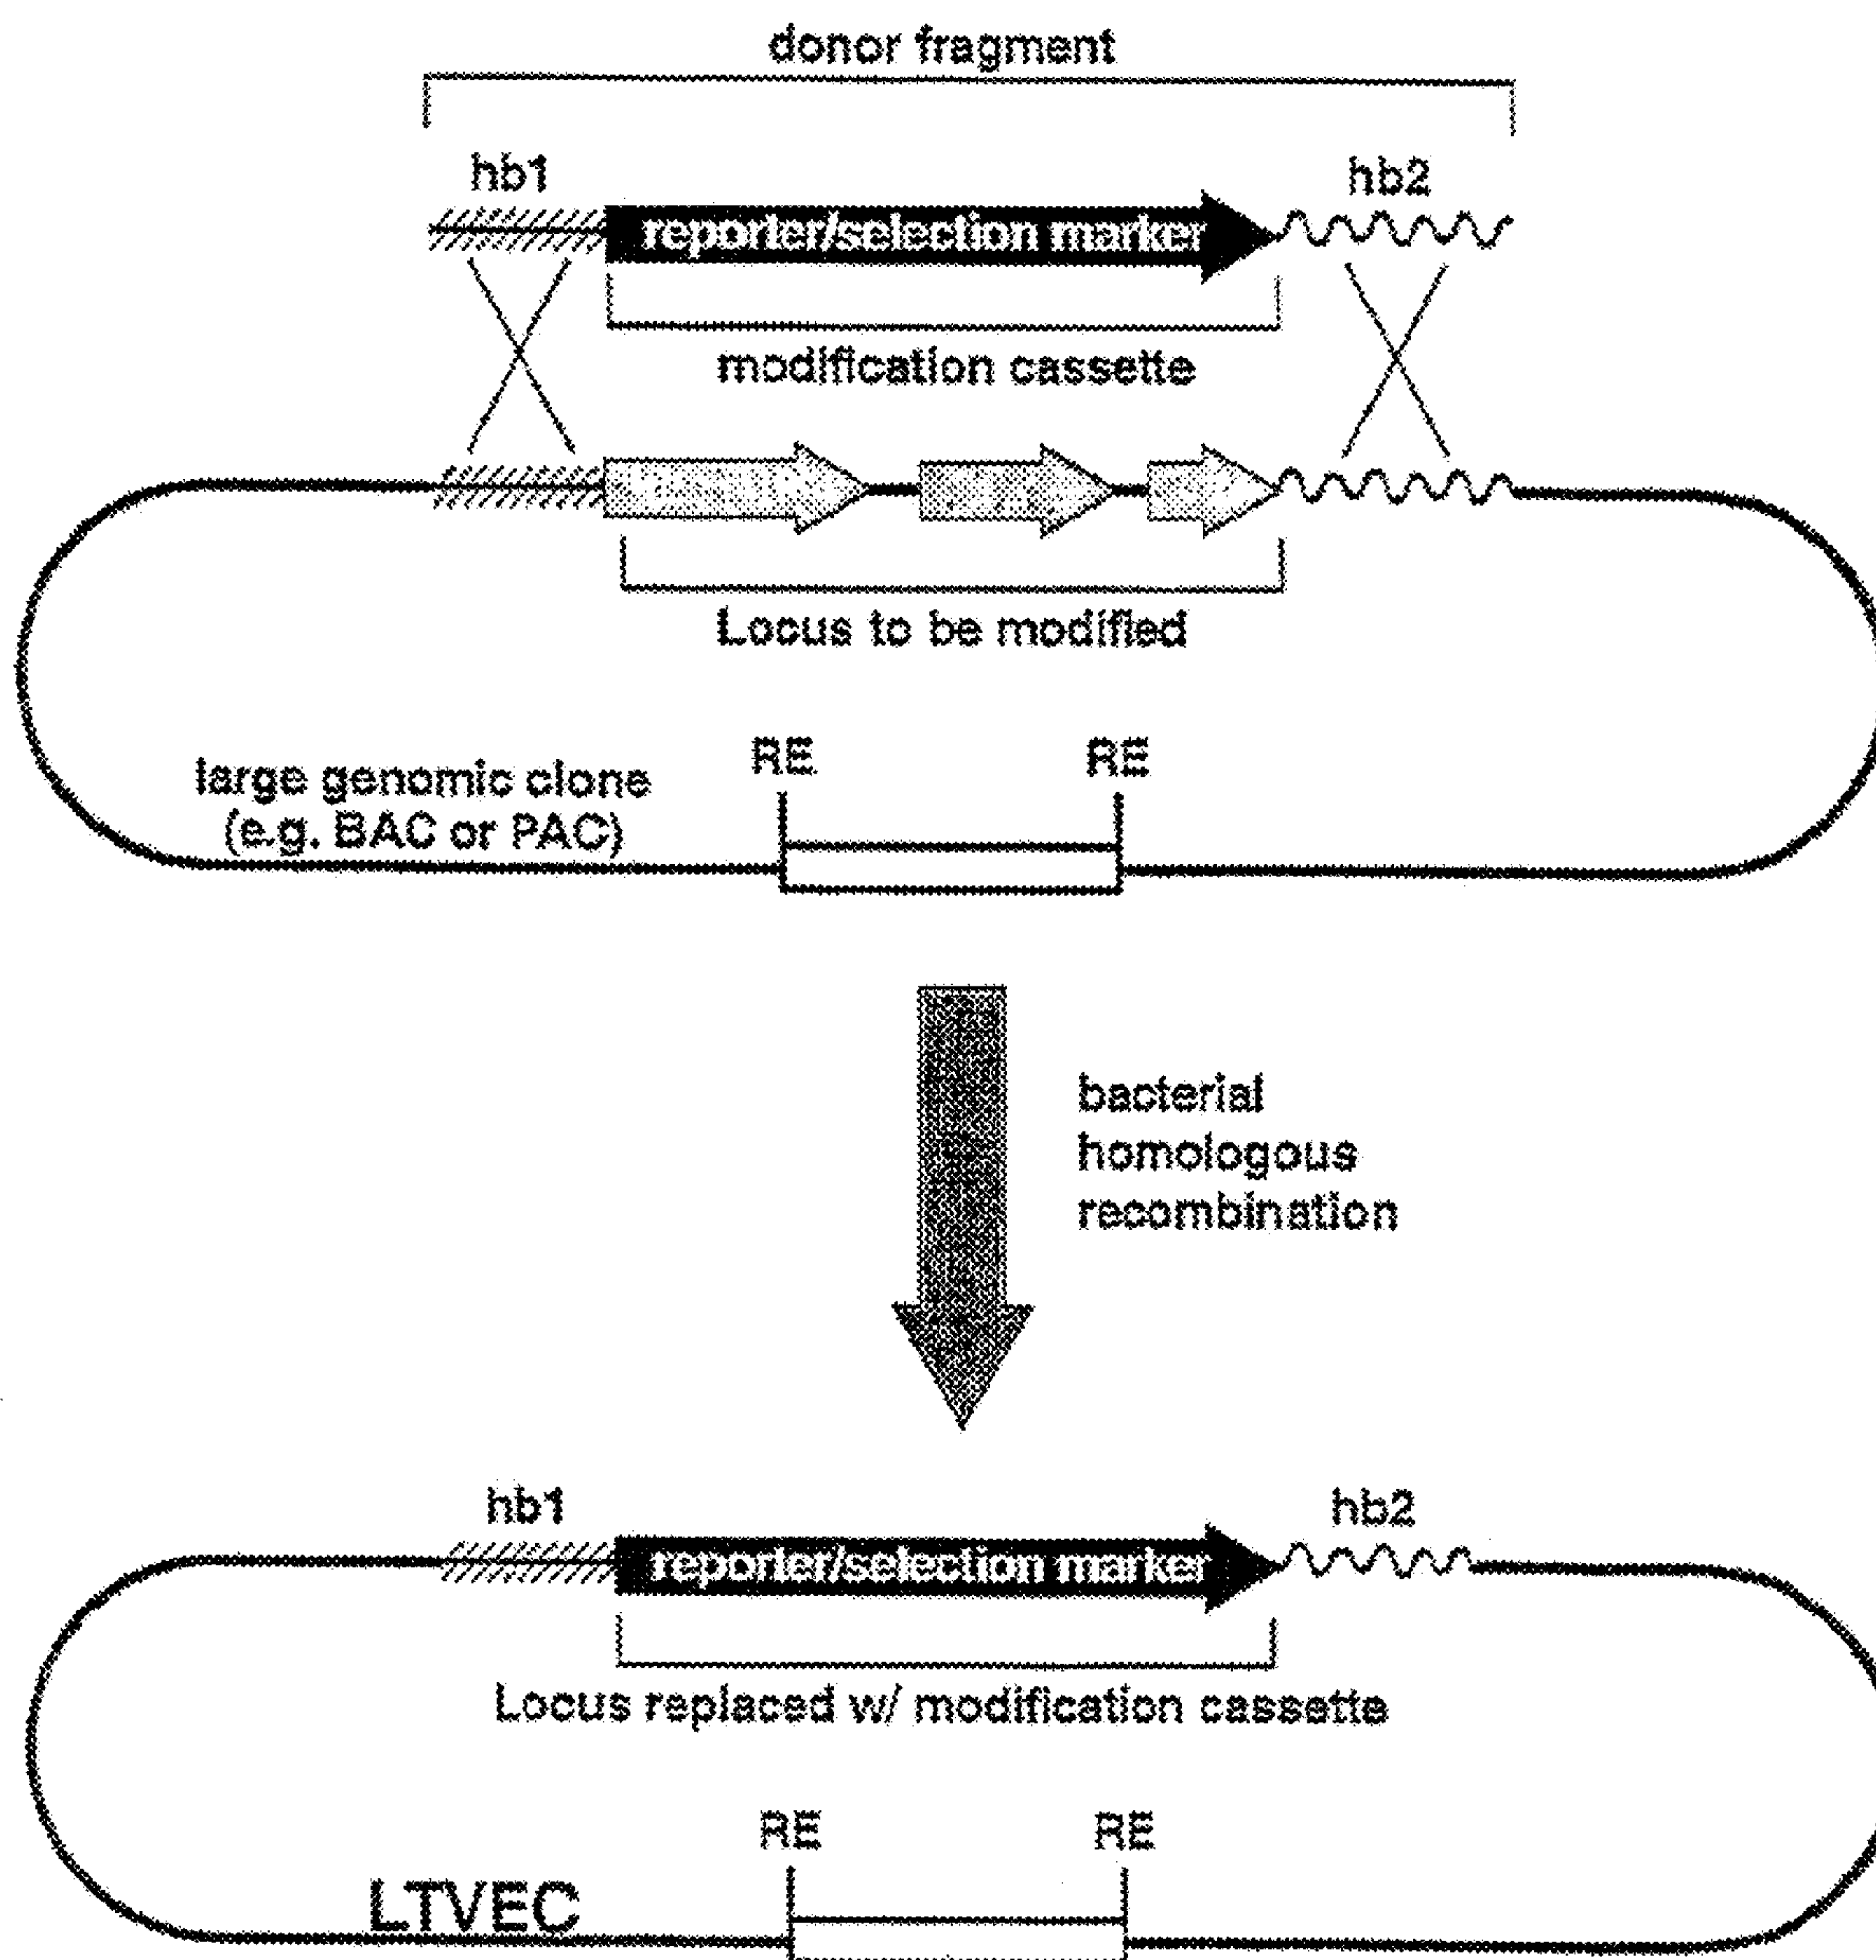 donor fragment
hb1
hb2
reporter/selection marker
modification cassette
Locus to be modified
RE
RE
large genomic clone
(e.g. BAC or PAC)
bacterial
homologous
recombination
hb1
hb2
reporter/selection marker
Locus replaced w/ modification cassette
RE
RE
LTVEC